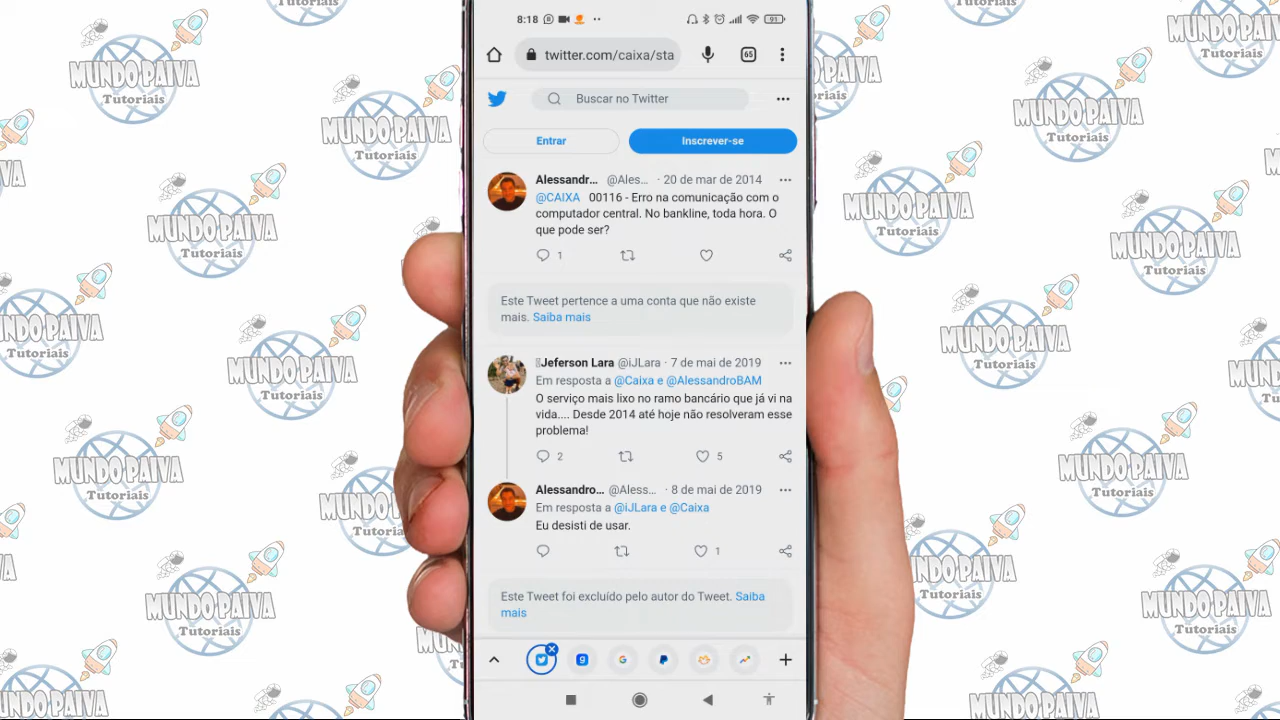 8:18
91
twitter.com/caixa/sta
65
Buscar no Twitter
Entrar
Inscrever-se
Alessandr... @Ales... · 20 de mar de 2014
@CAIXA 00116 - Erro na comunicação com o
computador central. No bankline, toda hora. O
que pode ser?
1
Este Tweet pertence a uma conta que não existe
mais. Saiba mais
Jeferson Lara @iJLara · 7 de mai de 2019
Em resposta a @Caixa e @AlessandroBAM
O serviço mais lixo no ramo bancário que já vi na
vida.... Desde 2014 até hoje não resolveram esse
problema!
2
5
Alessandro... @Aless... · 8 de mai de 2019
Em resposta a @iJLara e @Caixa
Eu desisti de usar.
1
Este Tweet foi excluído pelo autor do Tweet. Saiba
mais
MUNDO PAIVA
Tutoriais